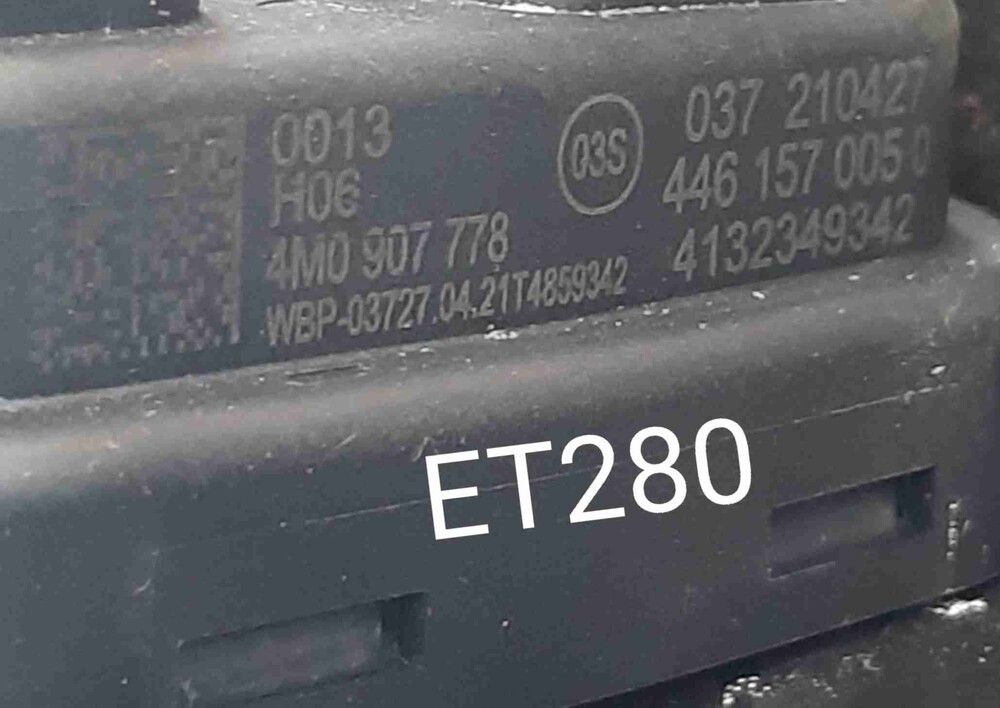 0013
H06
4M0 907 778
WBP-03727.04.21T4859342
03S
037 210427
446 157 005 0
4132349342
ET280